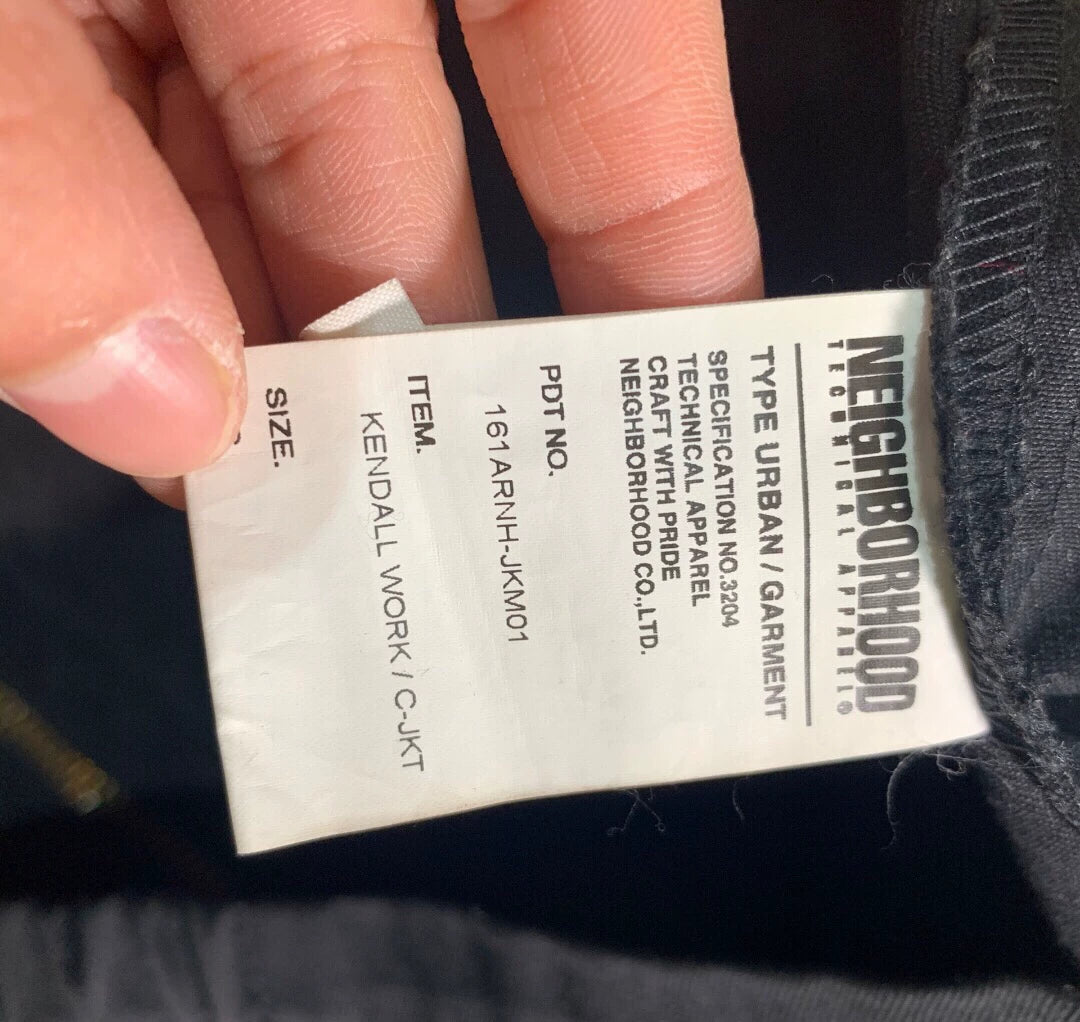 NEIGHBORHOOD
TECHNICAL APPAREL®
TYPE URBAN / GARMENT
SPECIFICATION NO.3204
TECHNICAL APPAREL
CRAFT WITH PRIDE
NEIGHBORHOOD CO.,LTD.
PDT NO.
161ARNH-JKM01
ITEM.
KENDALL WORK / C-JKT
SIZE.